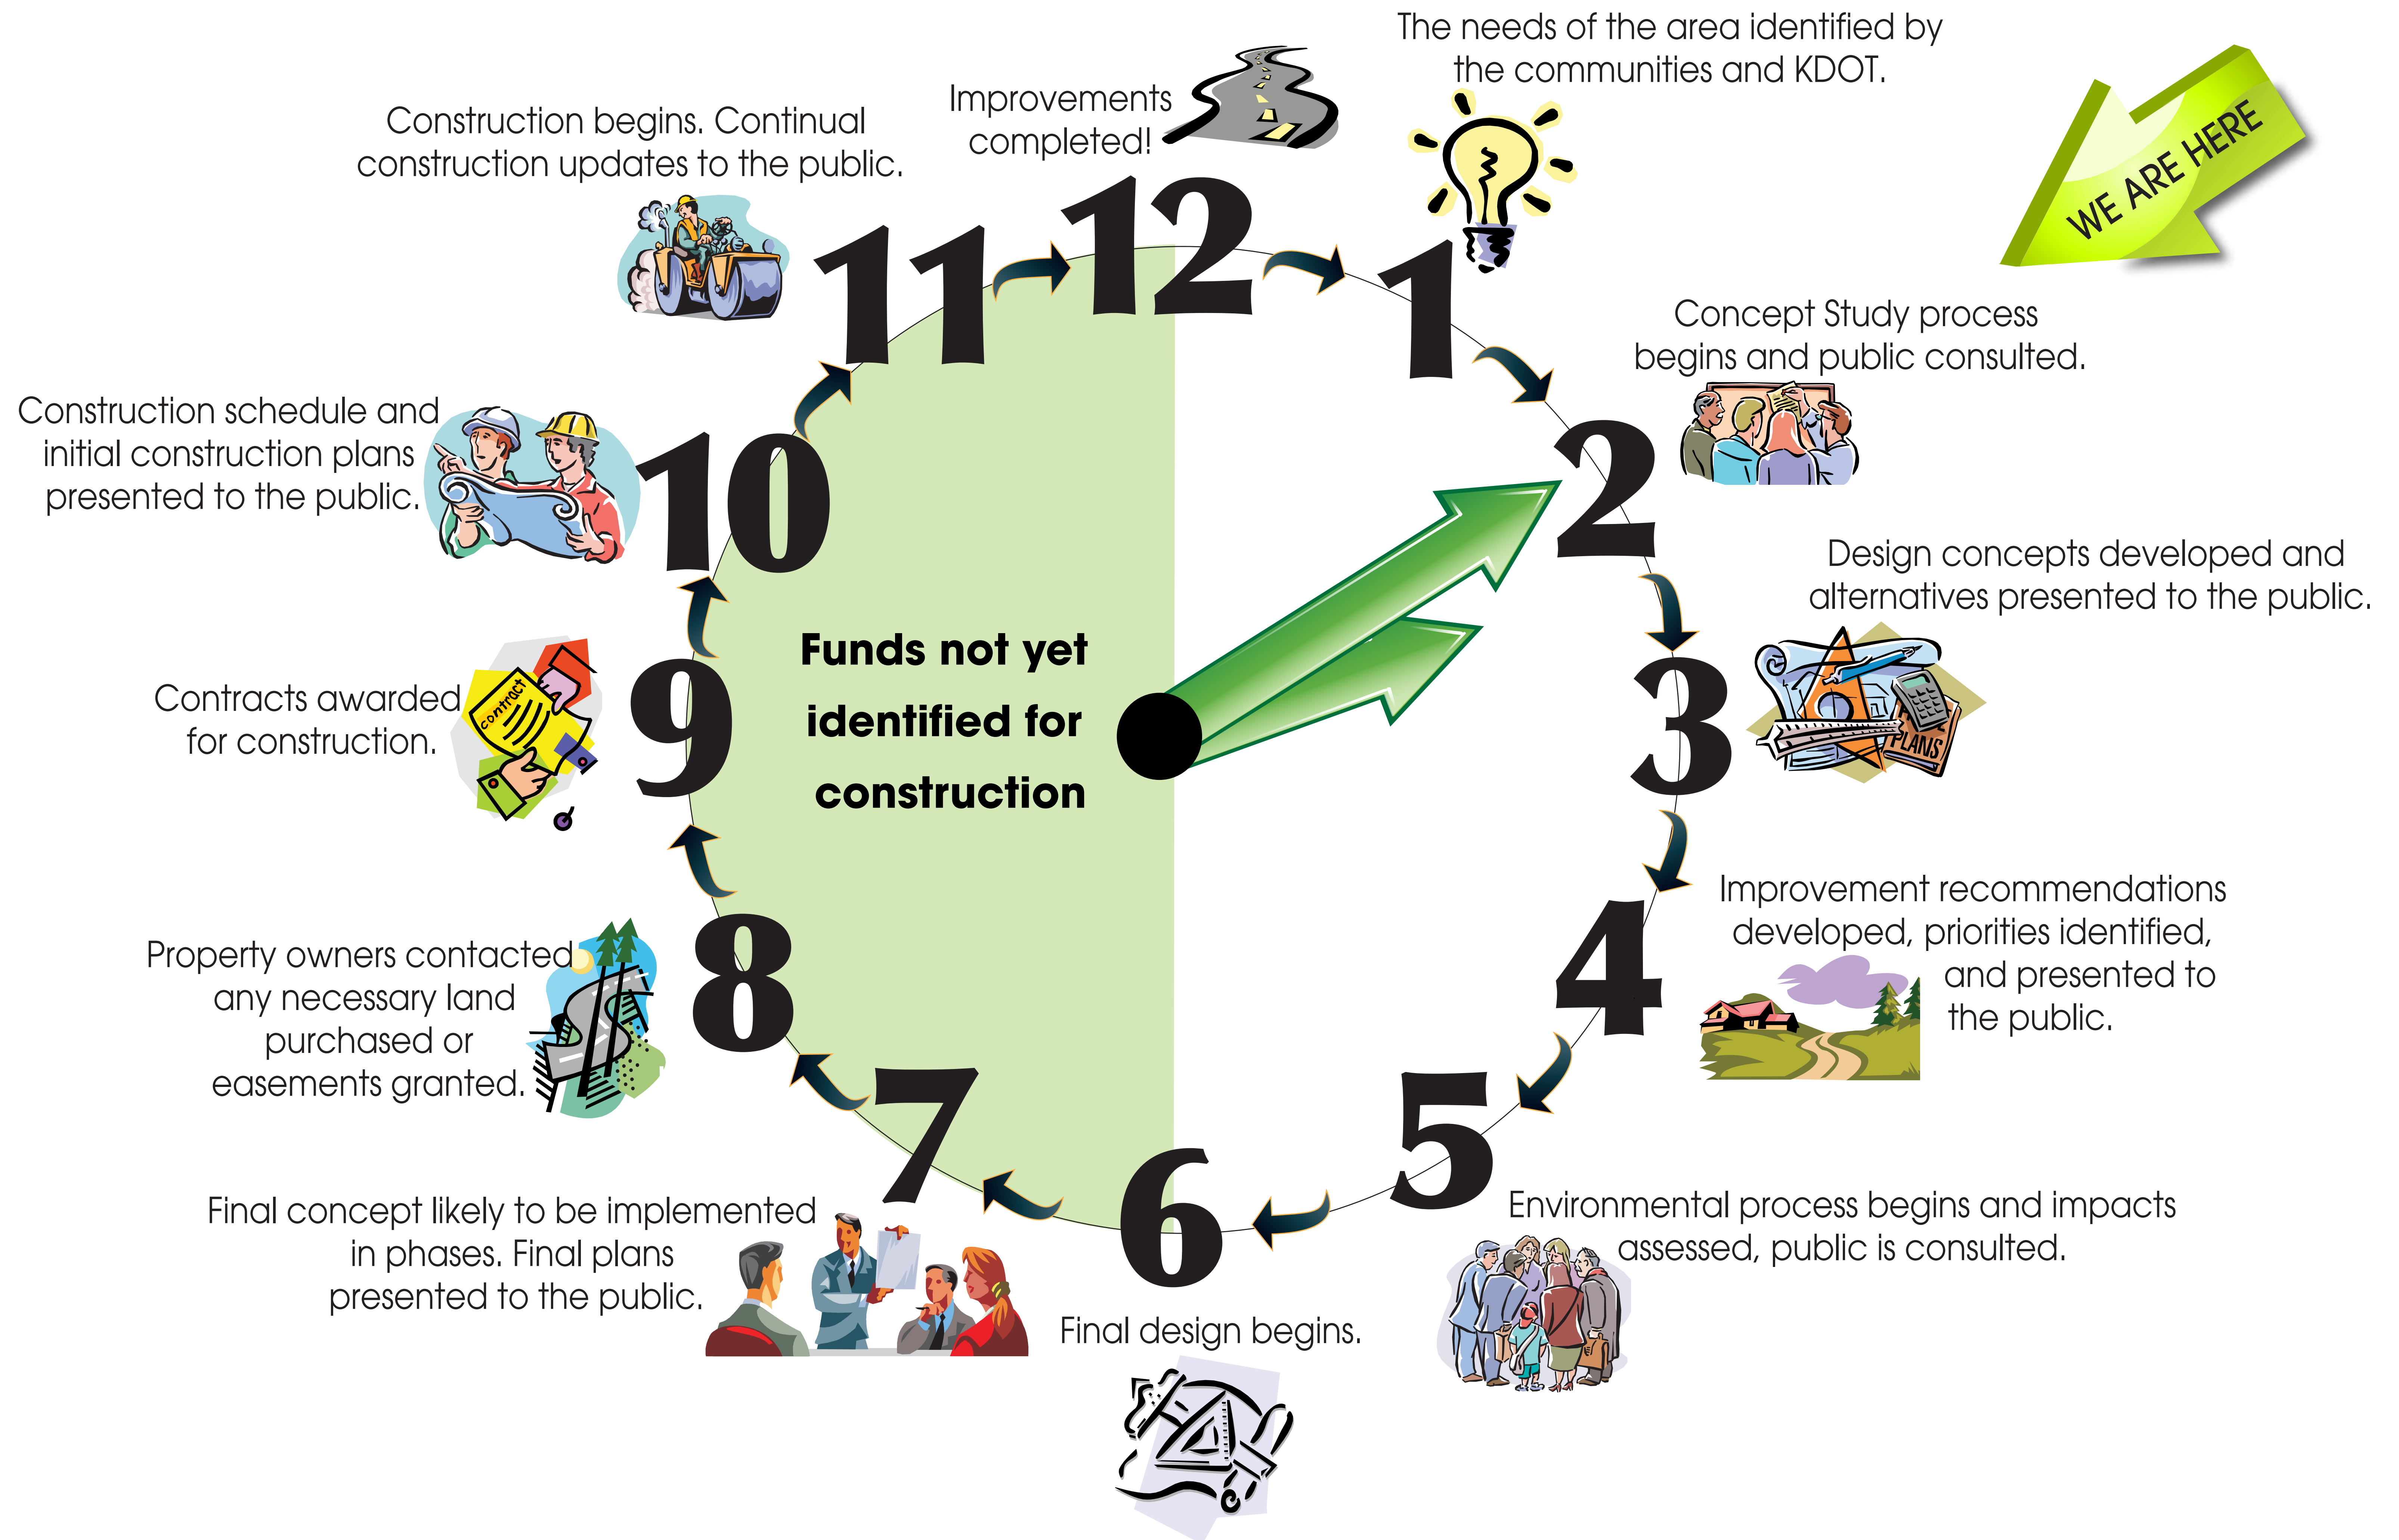 The needs of the area identified by
the communities and KDOT.
WE ARE HERE
Improvements
completed!
Construction begins. Continual
construction updates to the public.
12
11
1
Concept Study process
begins and public consulted.
Construction schedule and
initial construction plans
presented to the public.
10
2
Design concepts developed and
alternatives presented to the public.
PLANS
Funds not yet
identified for
construction
Contracts awarded
for construction.
contract
9
3
Improvement recommendations
developed, priorities identified,
and presented to
the public.
Property owners contacted
any necessary land
purchased or
easements granted.
8
4
7
5
6
Final concept likely to be implemented
in phases. Final plans
presented to the public.
Environmental process begins and impacts
assessed, public is consulted.
Final design begins.